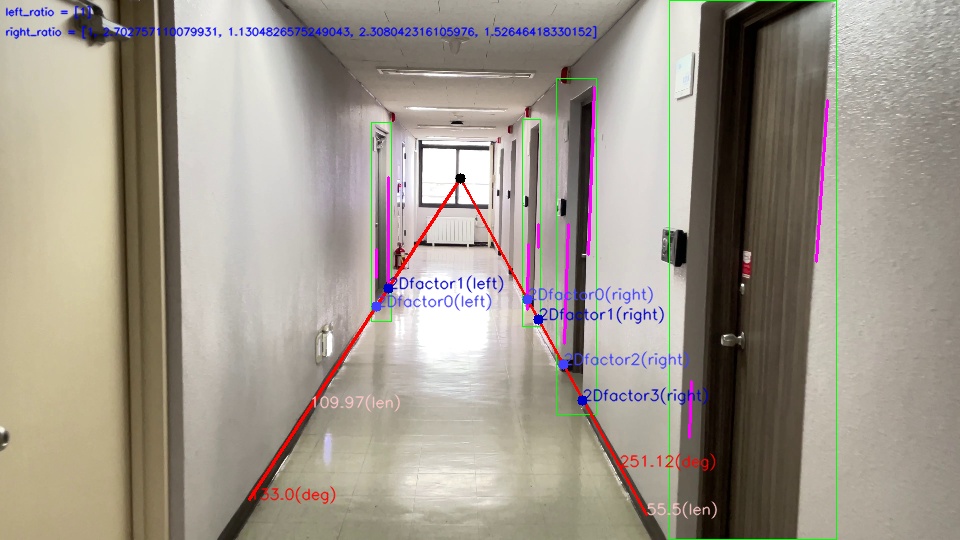 left_ratio = [1]
right_ratio = [1, 2.702757110079931, 1.1304826575249043, 2.308042316105976, 1.52646418330152]
2Dfactor1(left)
2Dfactor0(left)
2Dfactor0(right)
2Dfactor1(right)
2Dfactor2(right)
2Dfactor3(right)
109.97(len)
251.12(deg)
133.0(deg)
55.5(len)